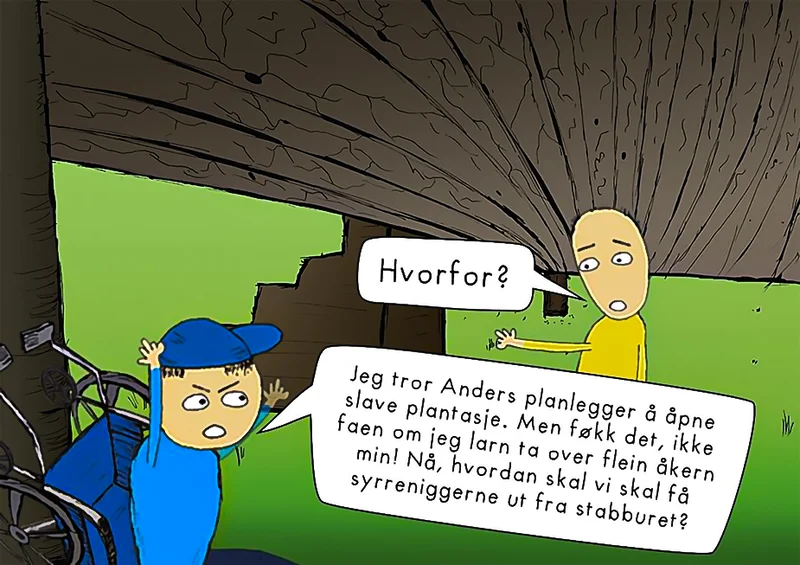 Hvorfor?
Jeg tror Anders planlegger å åpne
slave plantasje. Men føkk det, ikke
faen om jeg larn ta over flein åkern
min! Nå, hvordan skal vi skal få
syrreniggerne ut fra stabburet?